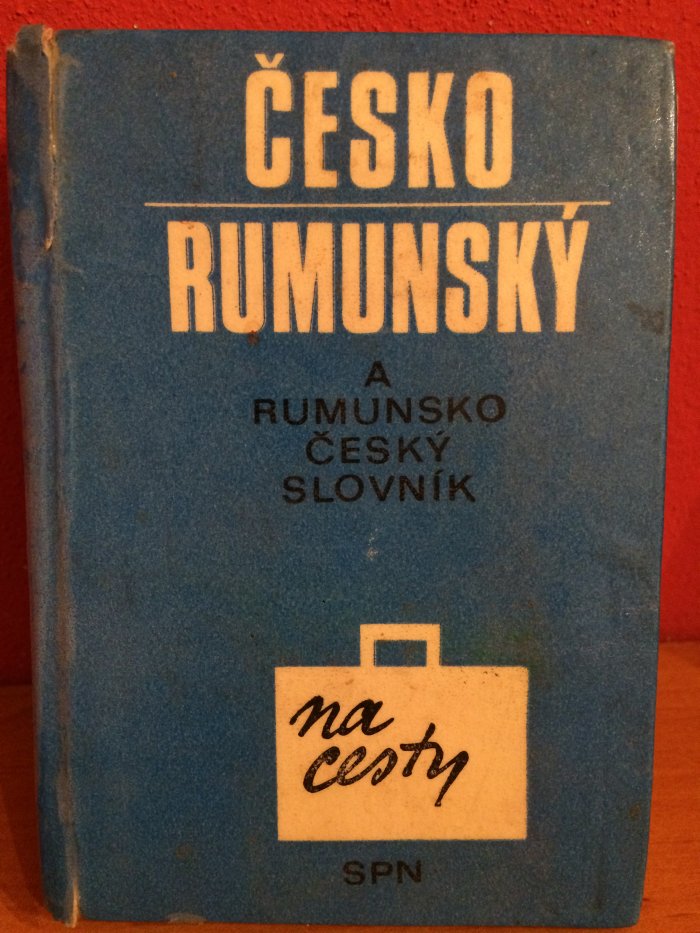 ČESKO
RUMUNSKÝ
A
RUMUNSKO
ČESKÝ
SLOVNÍK
na
cesty
SPN